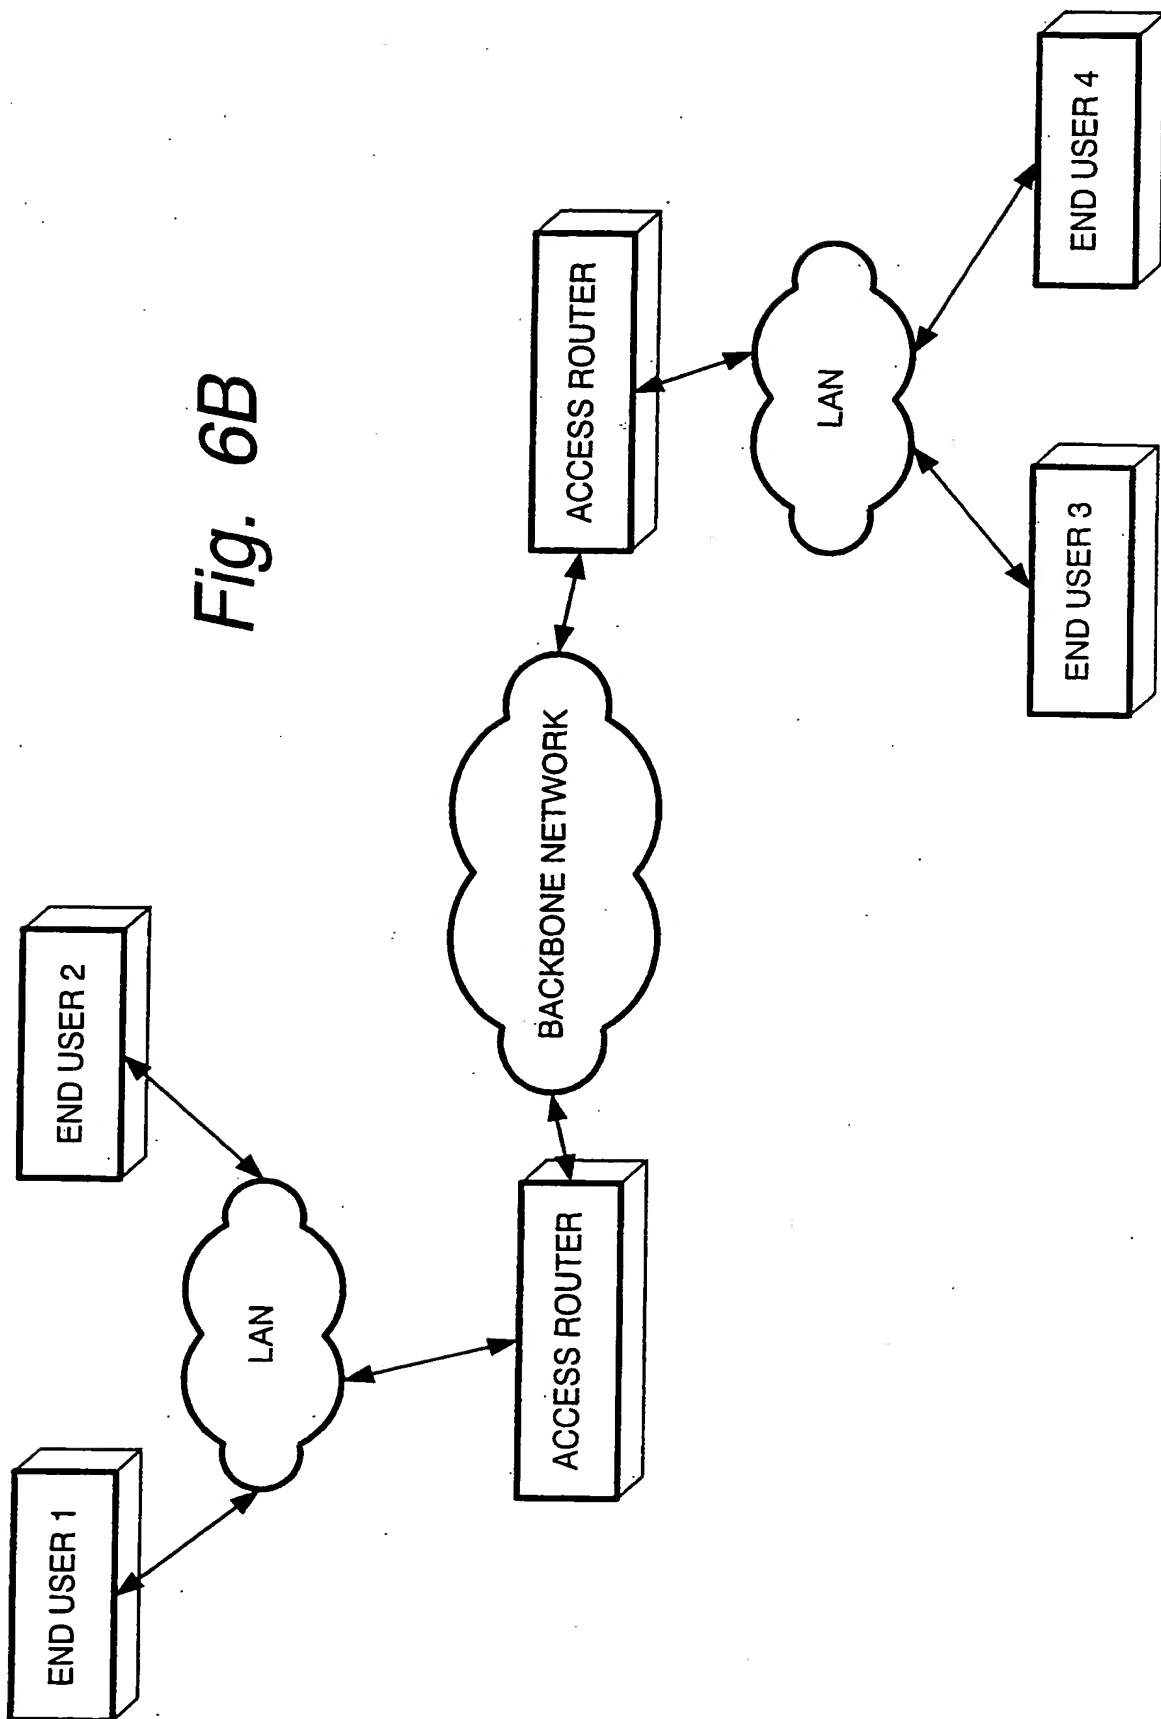 Fig. 6B
END USER 1
END USER 2
LAN
ACCESS ROUTER
BACKBONE NETWORK
ACCESS ROUTER
LAN
END USER 3
END USER 4